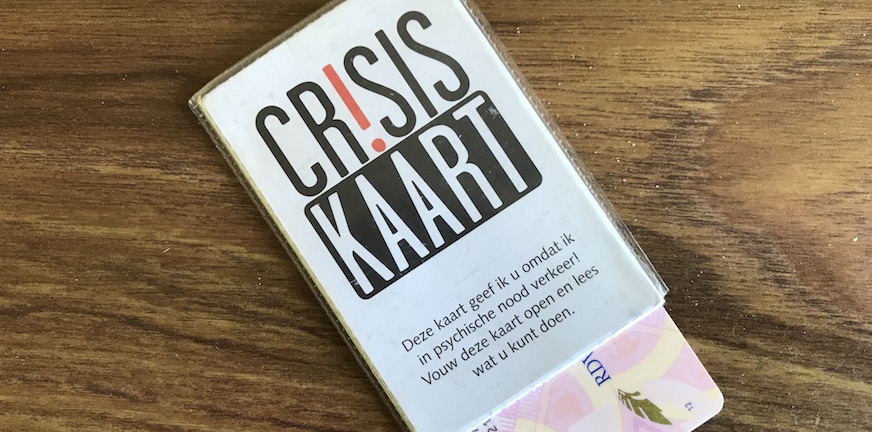 CR!SIS
KAART
Deze kaart geef ik u omdat ik
in psychische nood verkeer!
Vouw deze kaart open en lees
wat u kunt doen.